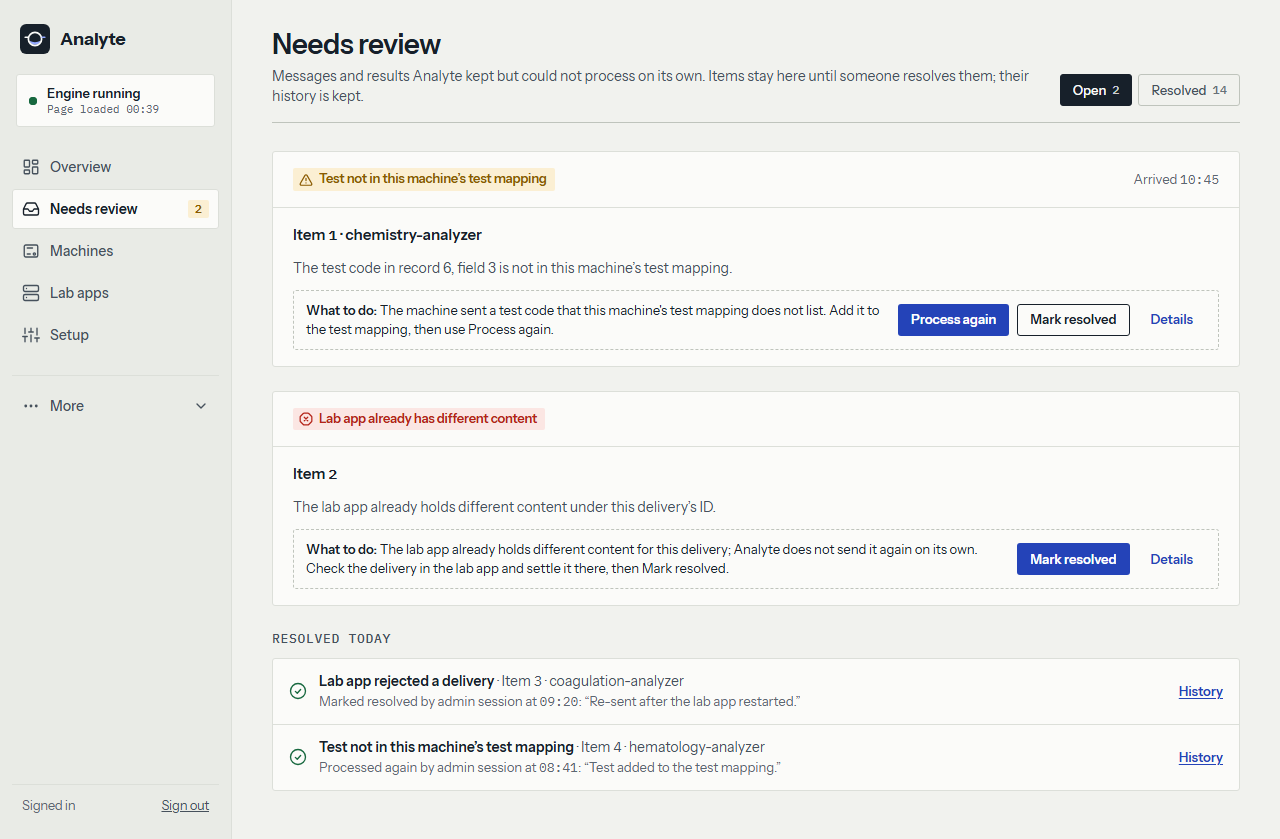 Analyte
Engine running
Page loaded 00:39
Overview
Needs review 2
Machines
Lab apps
Setup
More
Signed in Sign out
Needs review
Messages and results Analyte kept but could not process on its own. Items stay here until someone resolves them; their
history is kept.
Open 2 Resolved 14
Test not in this machine's test mapping Arrived 10:45
Item 1 · chemistry-analyzer
The test code in record 6, field 3 is not in this machine's test mapping.
What to do: The machine sent a test code that this machine's test mapping does not list. Add it to
the test mapping, then use Process again.
Process again Mark resolved Details
Lab app already has different content
Item 2
The lab app already holds different content under this delivery's ID.
What to do: The lab app already holds different content for this delivery; Analyte does not send it again on its own.
Check the delivery in the lab app and settle it there, then Mark resolved.
Mark resolved Details
RESOLVED TODAY
Lab app rejected a delivery · Item 3 · coagulation-analyzer
Marked resolved by admin session at 09:20: “Re-sent after the lab app restarted.”
History
Test not in this machine's test mapping · Item 4 · hematology-analyzer
Processed again by admin session at 08:41: “Test added to the test mapping.”
History